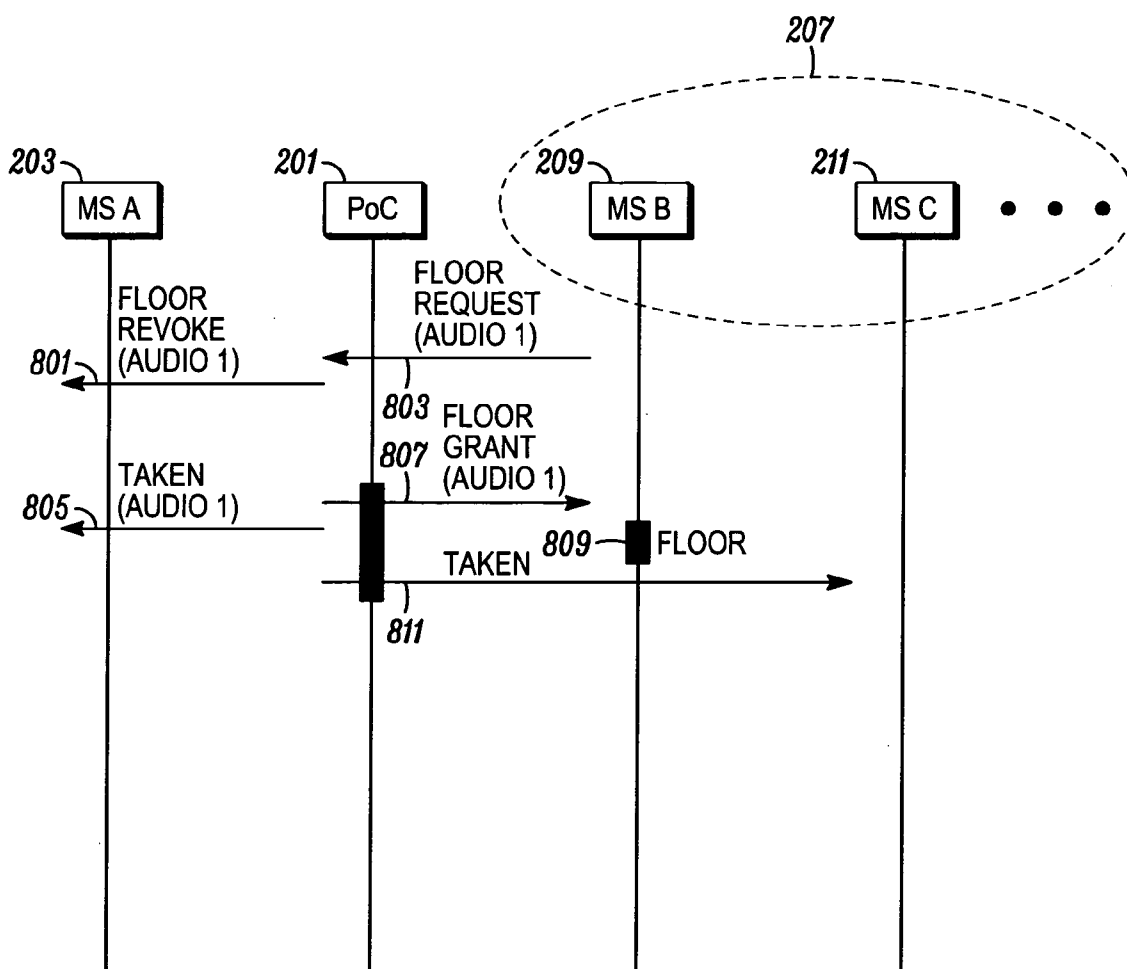 207
203
201
209
211
MS A
PoC
MS B
MS C
FLOOR
REVOKE
(AUDIO 1)
801
FLOOR
REQUEST
(AUDIO 1)
803
FLOOR
GRANT
(AUDIO 1)
807
TAKEN
(AUDIO 1)
805
809
FLOOR
TAKEN
811